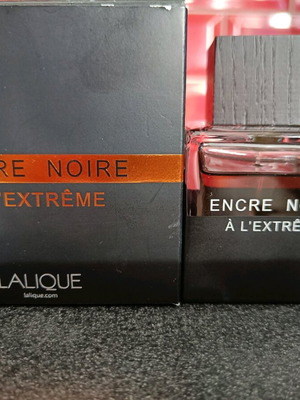 RE NOIRE
'EXTRÊME
LALIQUE
lalique.com
ENCRE NO
À L'EXTRÊ